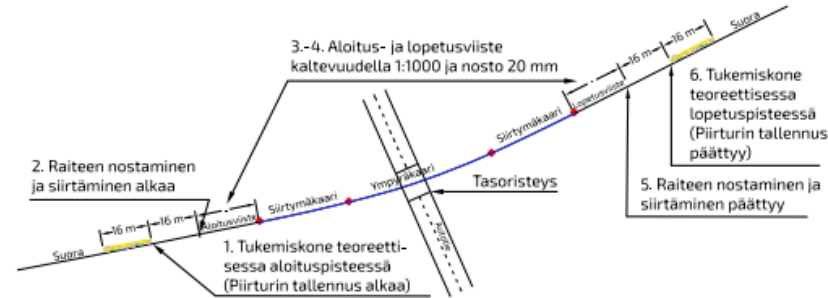 Suora
16 m
16 m
3.-4. Aloitus- ja lopetusviiste
kaltevuudella 1:1000 ja nosto 20 mm
Lopetusviiste
6. Tukemiskone
teoreettisessa
lopetuspisteessä
(Piirturin tallennus
päättyy)
Siirtymäkaari
2. Raiteen nostaminen
ja siirtäminen alkaa
Ympyräkaari
Tasoristeys
5. Raiteen nostaminen ja
siirtäminen päättyy
Siirtymäkaari
Aloitusviiste
16 m
16 m
Autotie
Suora
1. Tukemiskone teoreetti-
sessa aloituspisteessä
(Piirturin tallennus alkaa)